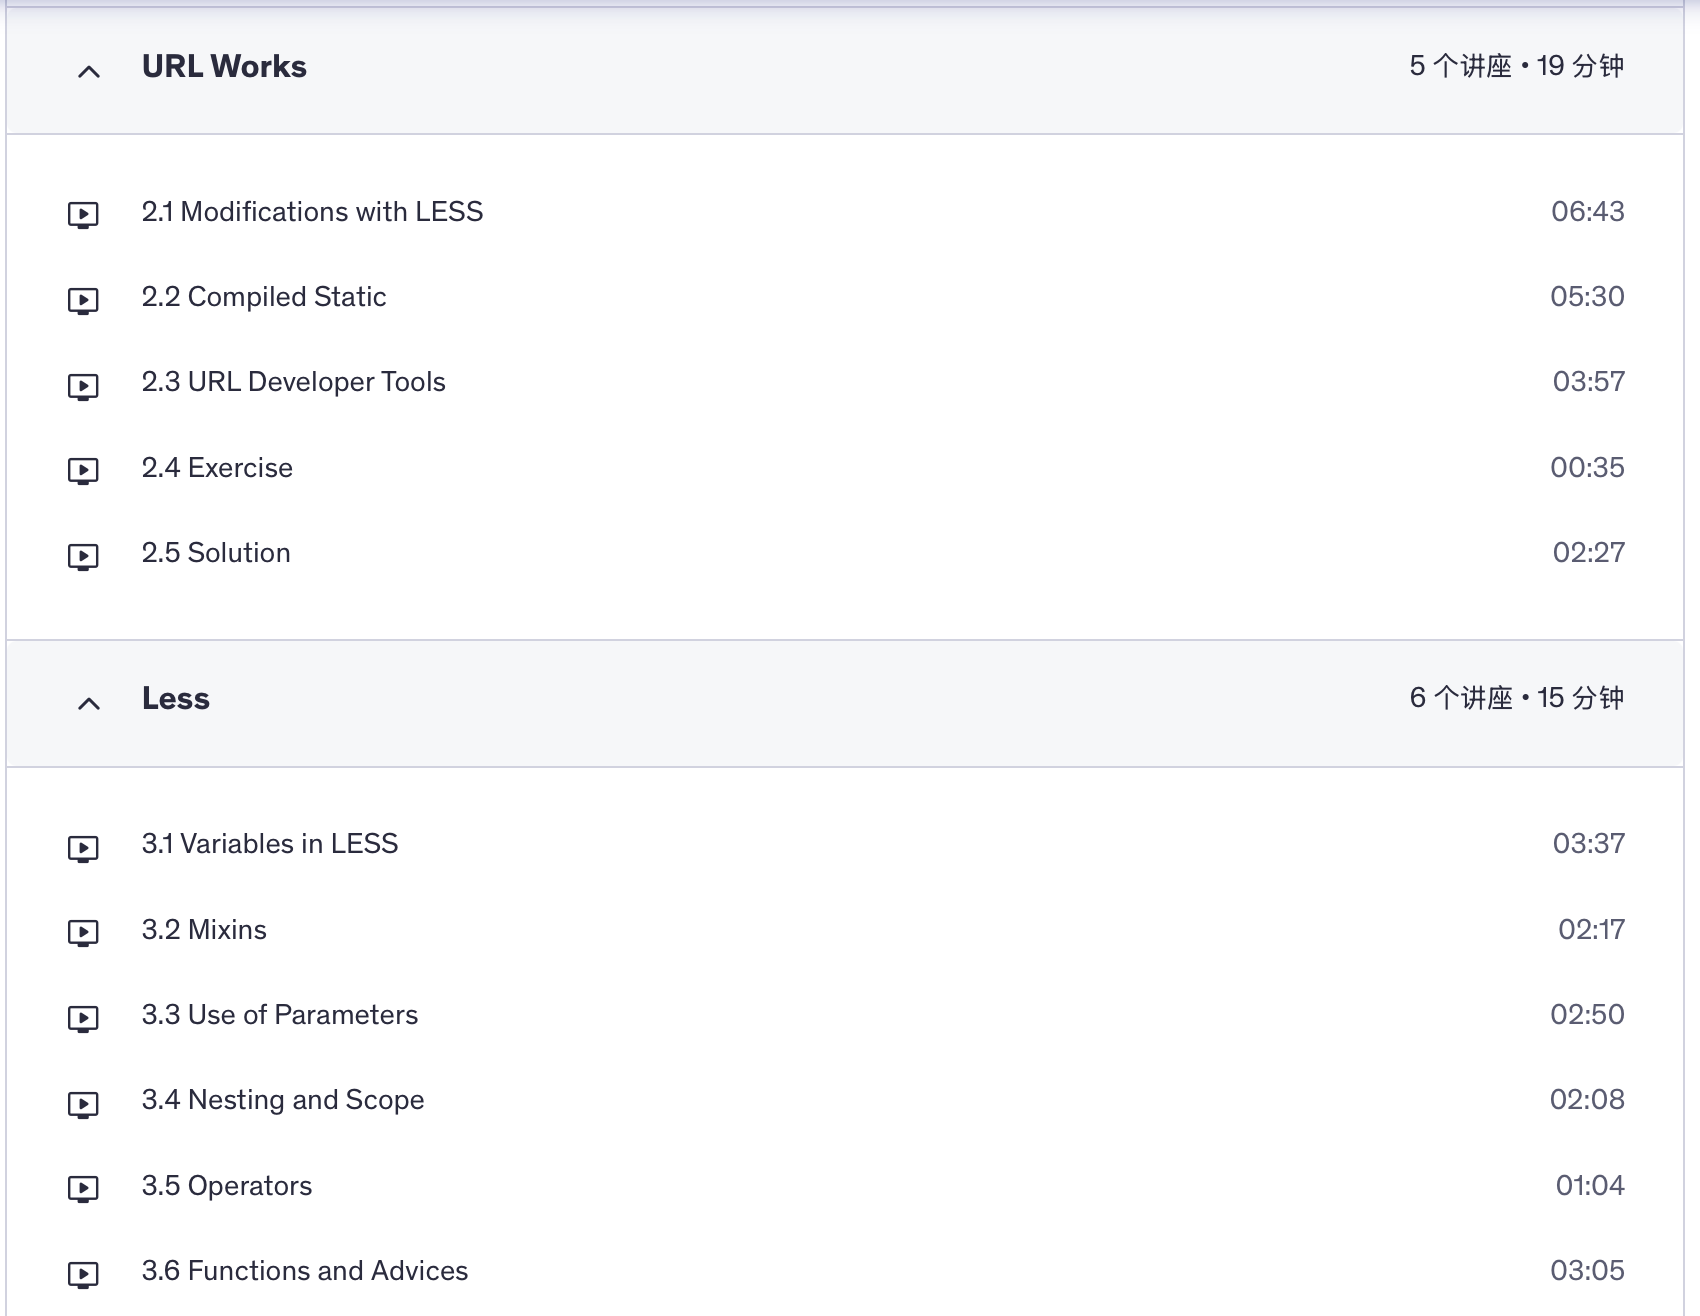 URL Works 5 个讲座 • 19 分钟
2.1 Modifications with LESS 06:43
2.2 Compiled Static 05:30
2.3 URL Developer Tools 03:57
2.4 Exercise 00:35
2.5 Solution 02:27
Less 6 个讲座 • 15 分钟
3.1 Variables in LESS 03:37
3.2 Mixins 02:17
3.3 Use of Parameters 02:50
3.4 Nesting and Scope 02:08
3.5 Operators 01:04
3.6 Functions and Advices 03:05